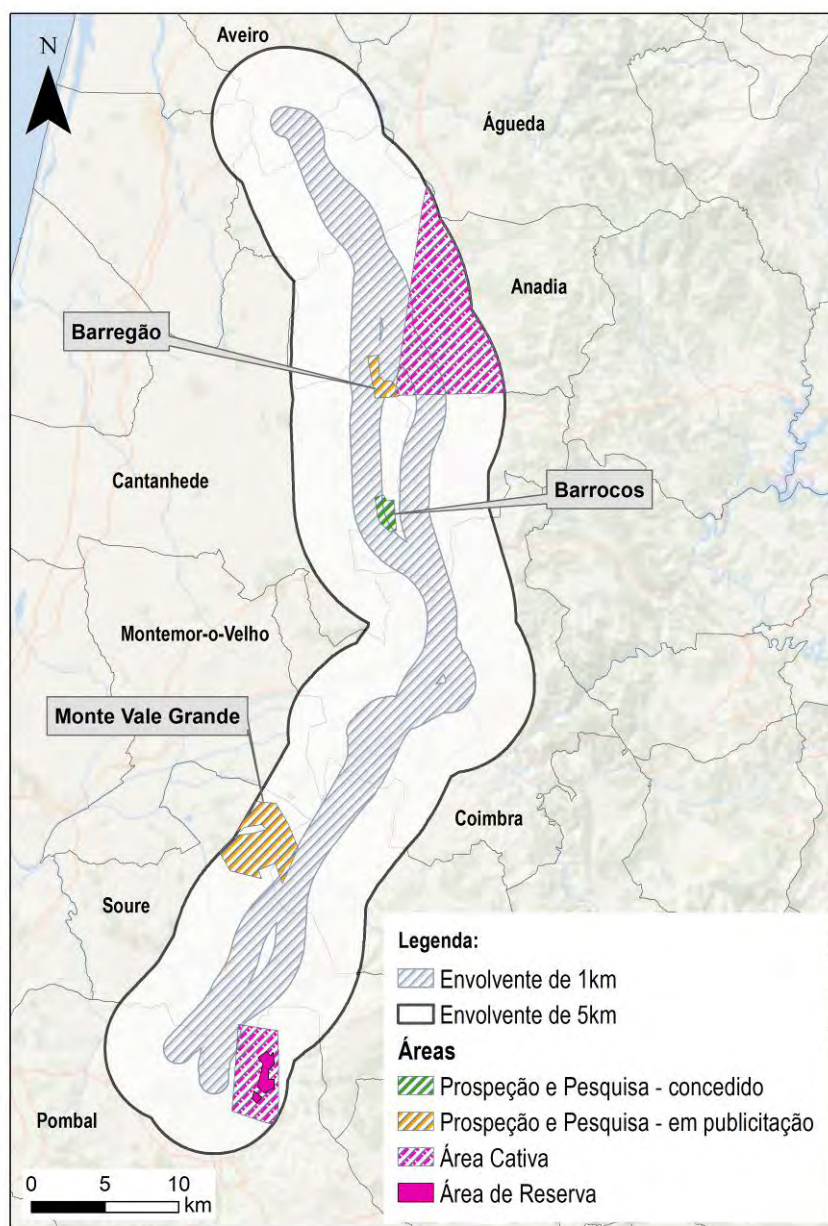 Aveiro
N
Águeda
Anadia
Barregão
Cantanhede
Barrocos
Montemor-o-Velho
Monte Vale Grande
Coimbra
Soure
Pombal
Legenda:
Envolvente de 1km
Envolvente de 5km
Áreas
Prospeção e Pesquisa - concedido
Prospeção e Pesquisa - em publicitação
Área Cativa
Área de Reserva
0 5 10
km